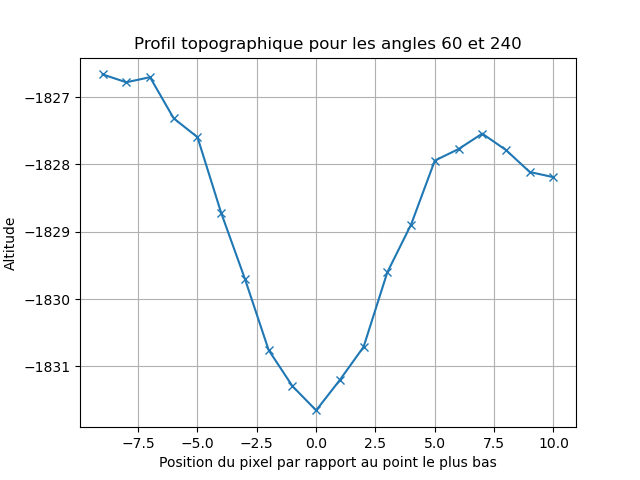 Profil topographique pour les angles 60 et 240
−1827
−1828
−1829
−1830
−1831
Altitude
−7.5 −5.0 −2.5 0.0 2.5 5.0 7.5 10.0
Position du pixel par rapport au point le plus bas